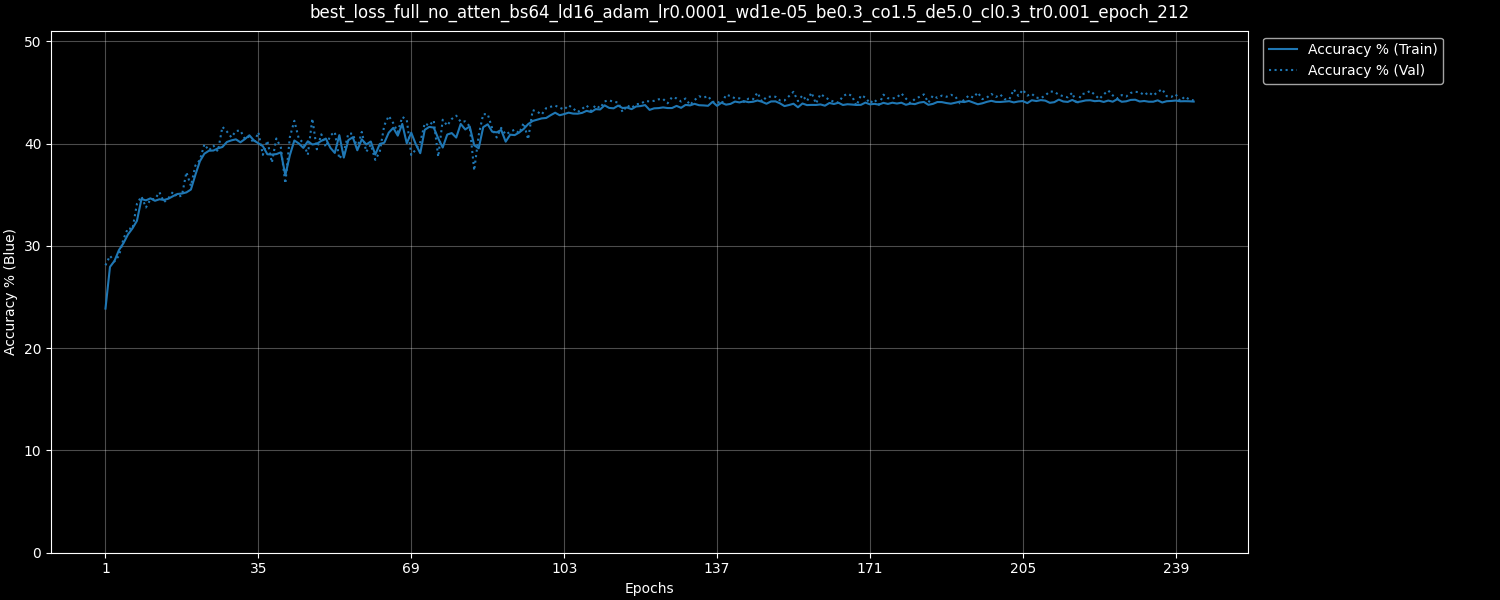 best_loss_full_no_atten_bs64_ld16_adam_lr0.0001_wd1e-05_be0.3_co1.5_de5.0_cl0.3_tr0.001_epoch_212
Accuracy % (Train)
Accuracy % (Val)
Accuracy % (Blue)
50
40
30
20
10
0
1 35 69 103 137 171 205 239
Epochs